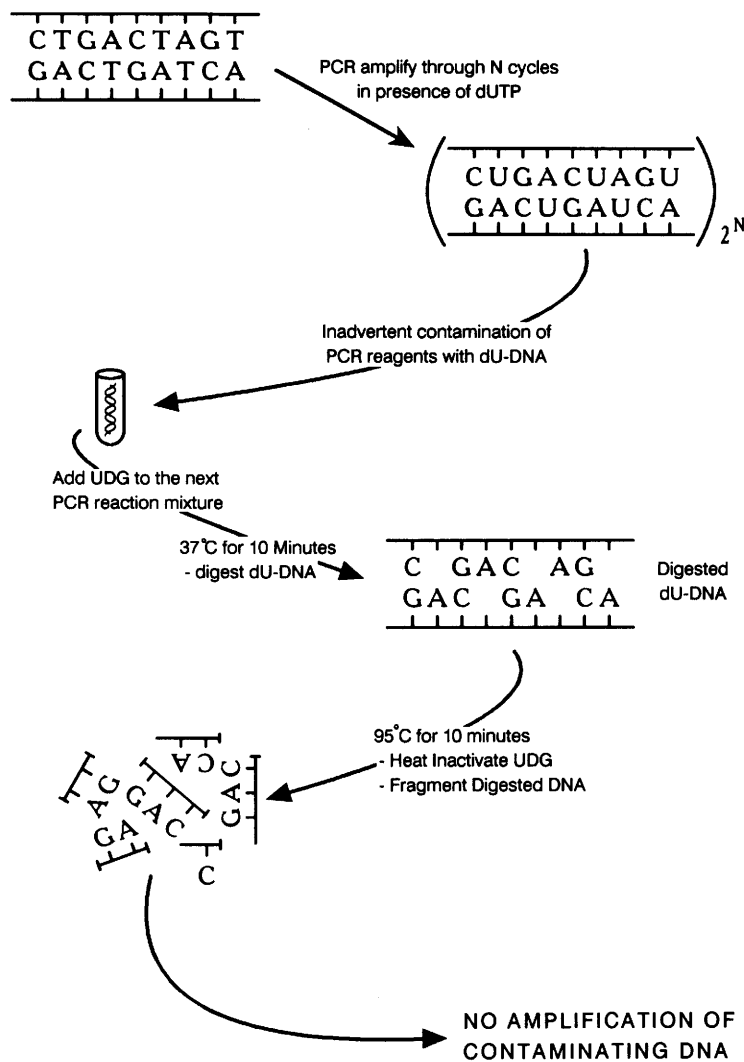 CTGACTAGT
GACTGATCA
PCR amplify through N cycles
in presence of dUTP
CUGACUAGU
GACUGAUCA
2N
Inadvertent contamination of
PCR reagents with dU-DNA
Add UDG to the next
PCR reaction mixture
37°C for 10 Minutes
- digest dU-DNA
C GAC AG
GAC GA CA
Digested
dU-DNA
95°C for 10 minutes
- Heat Inactivate UDG
- Fragment Digested DNA
CA
GAC
AG
GAC
GA
C
NO AMPLIFICATION OF
CONTAMINATING DNA